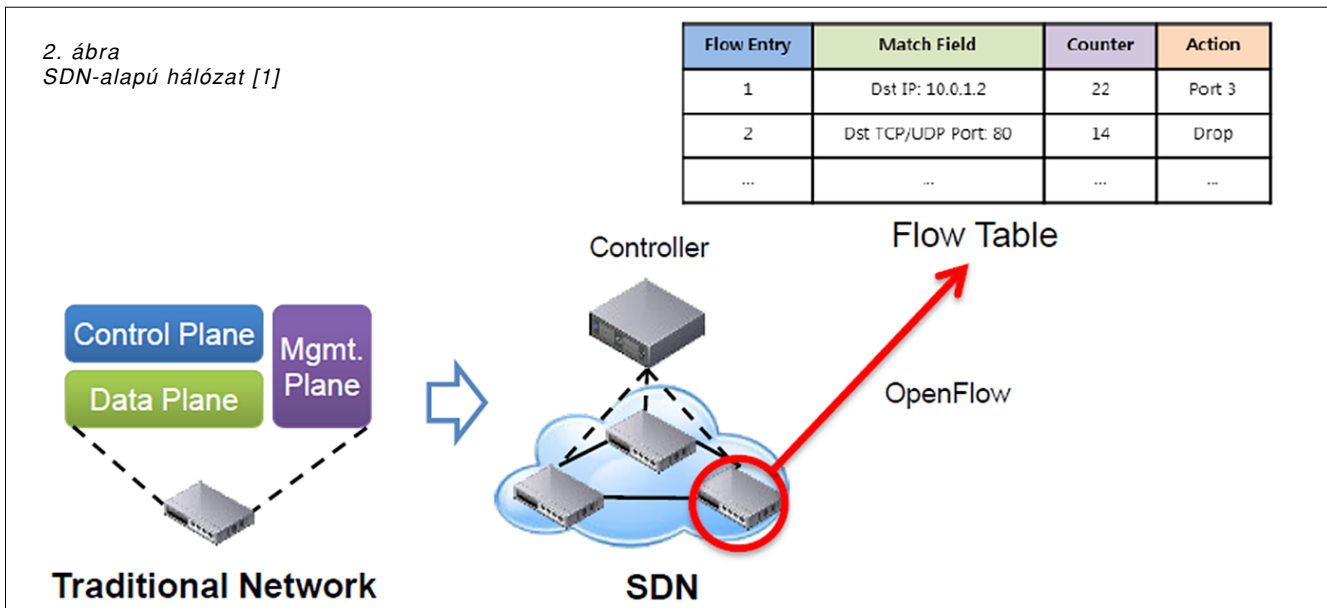 2. ábra
SDN-alapú hálózat [1]
Flow Entry Match Field Counter Action
1 Dst IP: 10.0.1.2 22 Port 3
2 Dst TCP/UDP Port: 80 14 Drop
... ... ... ...
Flow Table
Controller
Control Plane
Data Plane
Mgmt.
Plane
OpenFlow
Traditional Network
SDN